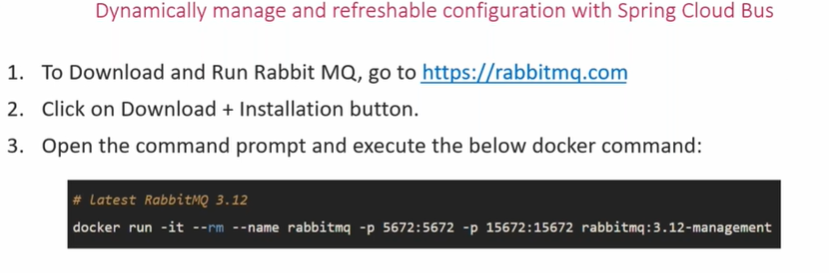 Dynamically manage and refreshable configuration with Spring Cloud Bus
1. To Download and Run Rabbit MQ, go to https://rabbitmq.com
2. Click on Download + Installation button.
3. Open the command prompt and execute the below docker command:
# Latest RabbitMQ 3.12
docker run -it --rm --name rabbitmq -p 5672:5672 -p 15672:15672 rabbitmq:3.12-management